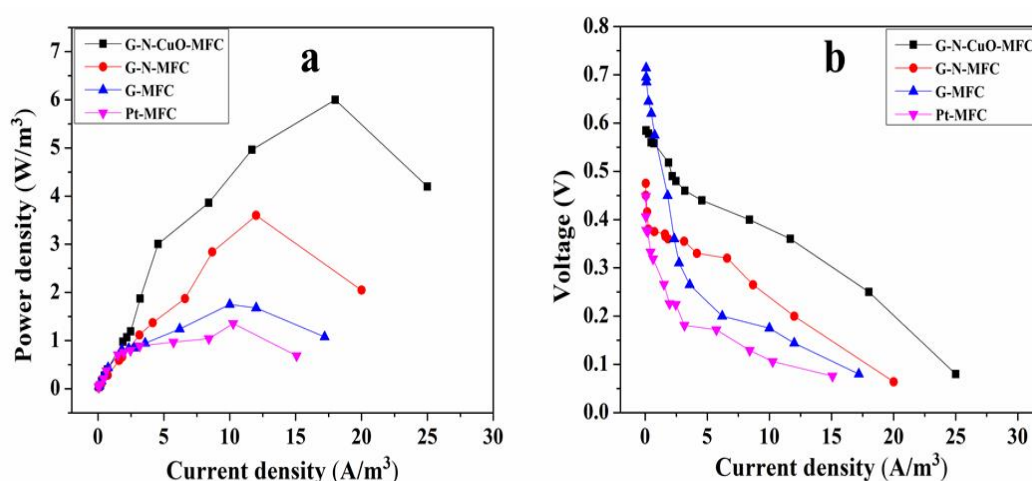 a
G-N-CuO-MFC
G-N-MFC
G-MFC
Pt-MFC
Power density (W/m³)
7
6
5
4
3
2
1
0
0 5 10 15 20 25 30
Current density (A/m³)
b
G-N-CuO-MFC
G-N-MFC
G-MFC
Pt-MFC
Voltage (V)
0.8
0.7
0.6
0.5
0.4
0.3
0.2
0.1
0.0
0 5 10 15 20 25 30
Current density (A/m³)